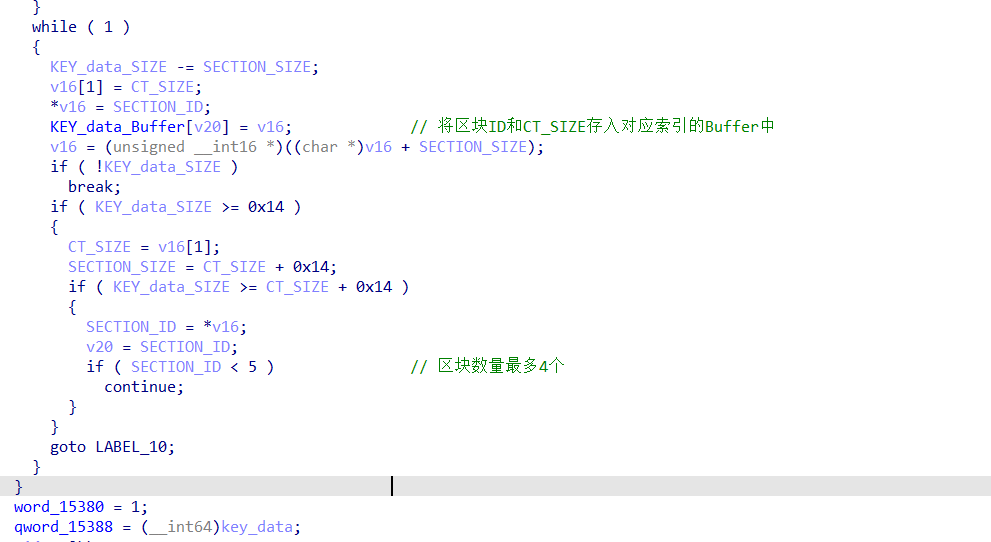 }
while ( 1 )
{
KEY_data_SIZE -= SECTION_SIZE;
v16[1] = CT_SIZE;
*v16 = SECTION_ID;
KEY_data_Buffer[v20] = v16; // 将区块ID和CT_SIZE存入对应索引的Buffer中
v16 = (unsigned __int16 *)((char *)v16 + SECTION_SIZE);
if ( !KEY_data_SIZE )
break;
if ( KEY_data_SIZE >= 0x14 )
{
CT_SIZE = v16[1];
SECTION_SIZE = CT_SIZE + 0x14;
if ( KEY_data_SIZE >= CT_SIZE + 0x14 )
{
SECTION_ID = *v16;
v20 = SECTION_ID;
if ( SECTION_ID < 5 ) // 区块数量最多4个
continue;
}
}
goto LABEL_10;
}
}
word_15380 = 1;
qword_15388 = (__int64)key_data;